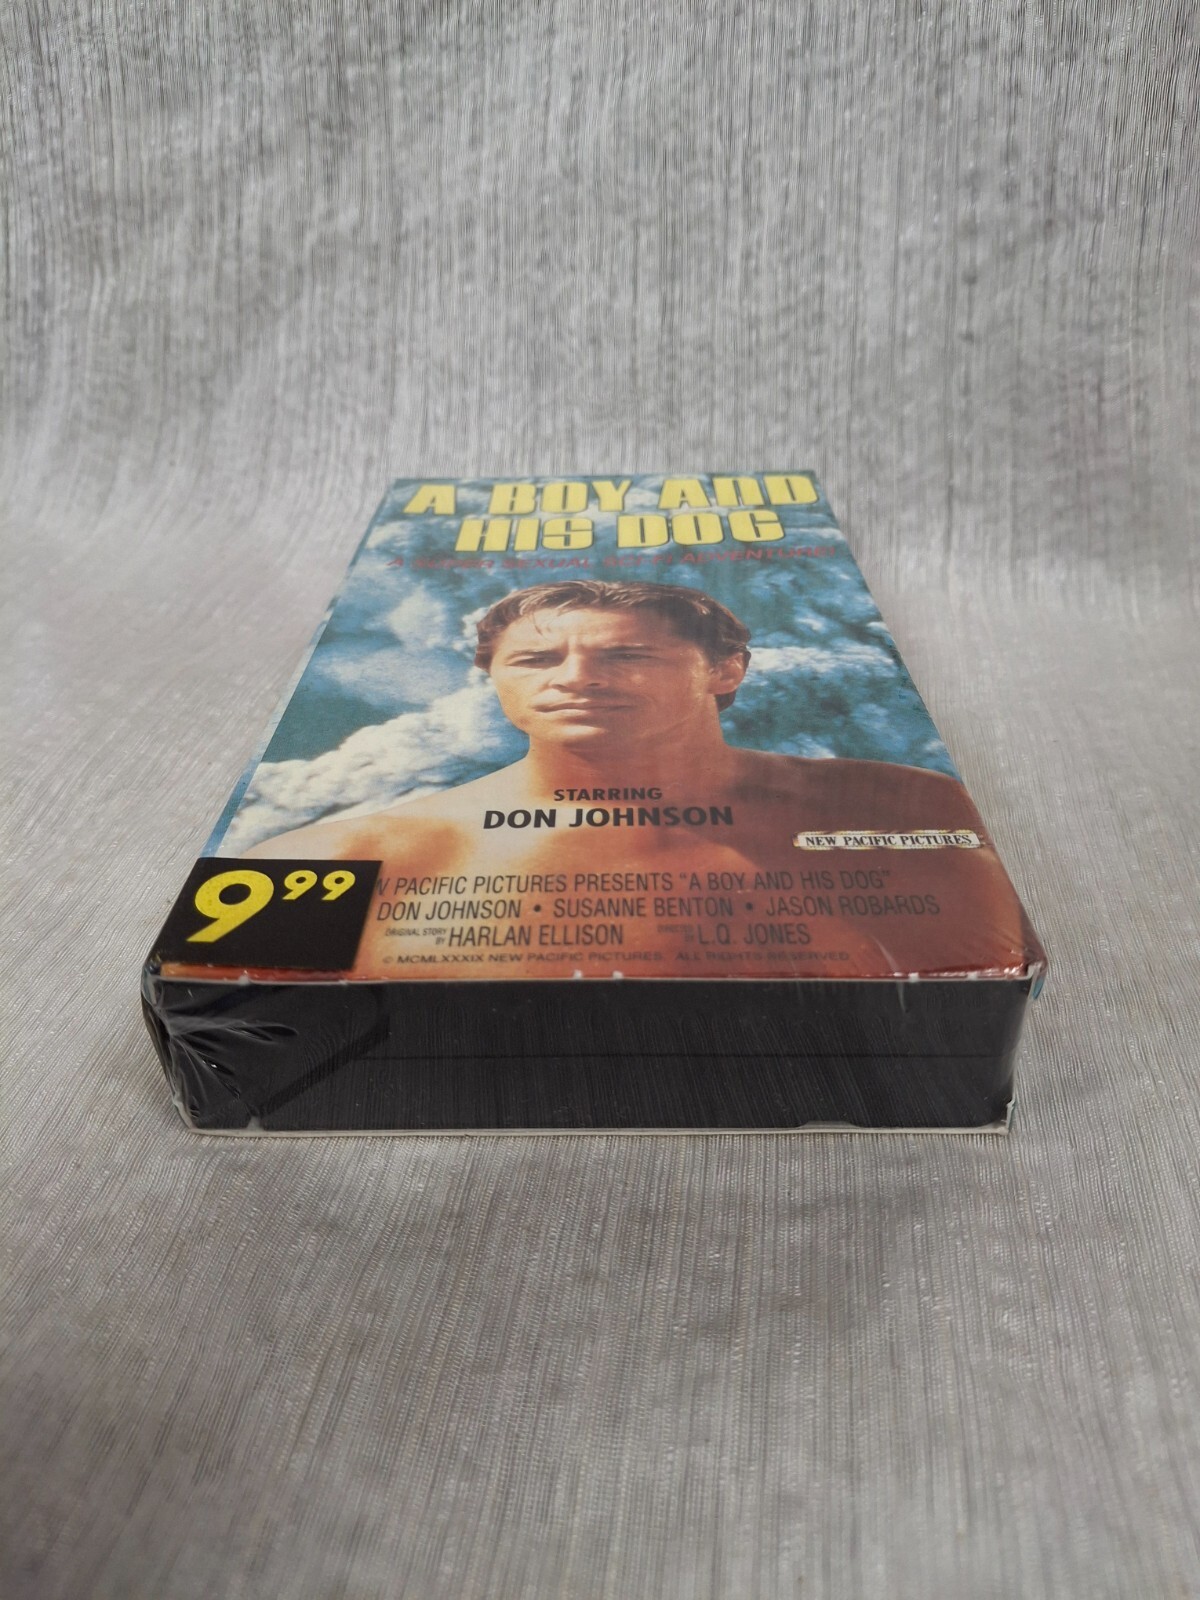 A BOY AND
HIS DOG
A SUPER SEXUAL SCI-FI ADVENTURE!
STARRING
DON JOHNSON
NEW PACIFIC PICTURES
9 99
W PACIFIC PICTURES PRESENTS "A BOY AND HIS DOG"
DON JOHNSON • SUSANNE BENTON • JASON ROBARDS
ORIGINAL STORY BY HARLAN ELLISON DIRECTED BY L.Q. JONES
© MCMLXXXIX NEW PACIFIC PICTURES. ALL RIGHTS RESERVED